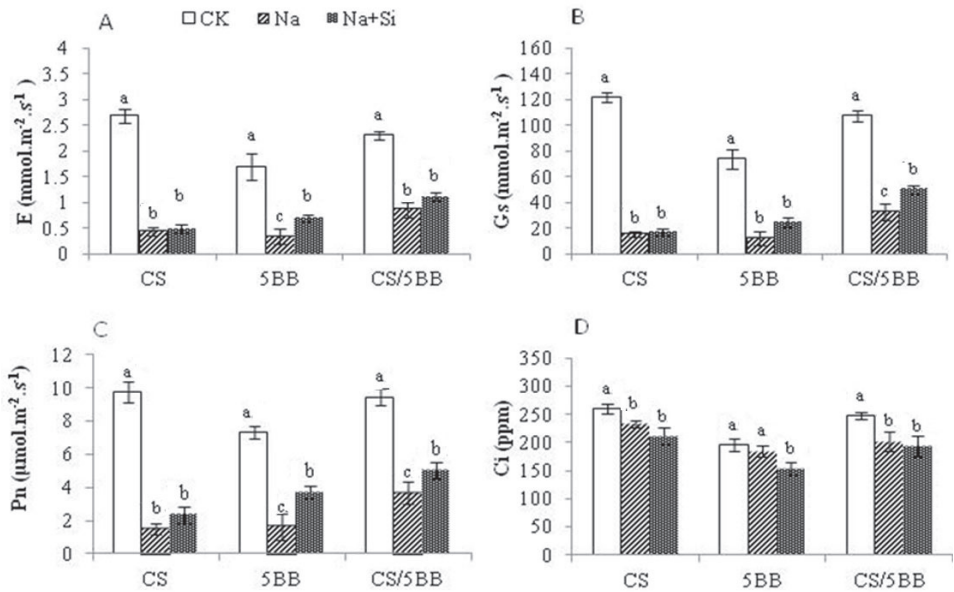 A
CK Na Na+Si
E (mmol.m⁻².s⁻¹)
4
3.5
3
2.5
2
1.5
1
0.5
0
a b b
a c b
a b b
CS 5BB CS/5BB
B
Gs (mmol.m⁻².s⁻¹)
160
140
120
100
80
60
40
20
0
a b b
a b b
a c b
CS 5BB CS/5BB
C
Pn (μmol.m⁻².s⁻¹)
12
10
8
6
4
2
0
a b b
a c b
a c b
CS 5BB CS/5BB
D
Ci (ppm)
350
300
250
200
150
100
50
0
a b b
a a b
a b b
CS 5BB CS/5BB